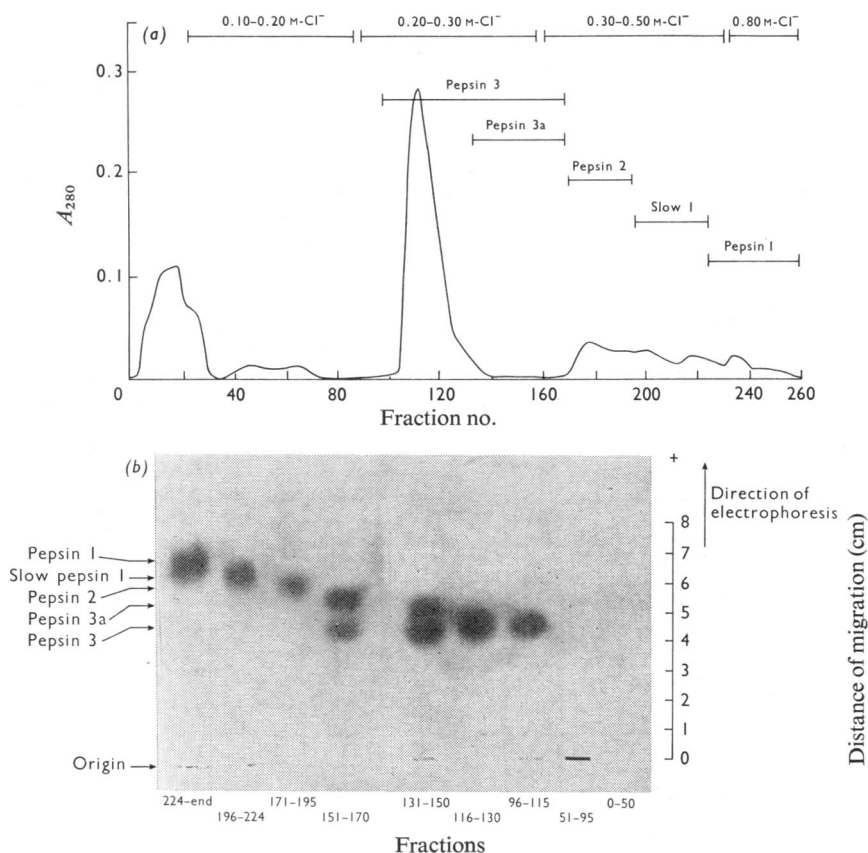 (a)
0.10–0.20 M-Cl⁻ 0.20–0.30 M-Cl⁻ 0.30–0.50 M-Cl⁻ 0.80 M-Cl⁻
Pepsin 3
Pepsin 3a
Pepsin 2
Slow 1
Pepsin 1
A280
0.3
0.2
0.1
0 40 80 120 160 200 240 260
Fraction no.
(b)
+
Direction of
electrophoresis
Pepsin 1
Slow pepsin 1
Pepsin 2
Pepsin 3a
Pepsin 3
Origin
8
7
6
5
4
3
2
1
0
Distance of migration (cm)
224–end 171–195 131–150 96–115 0–50
196–224 151–170 116–130 51–95
Fractions